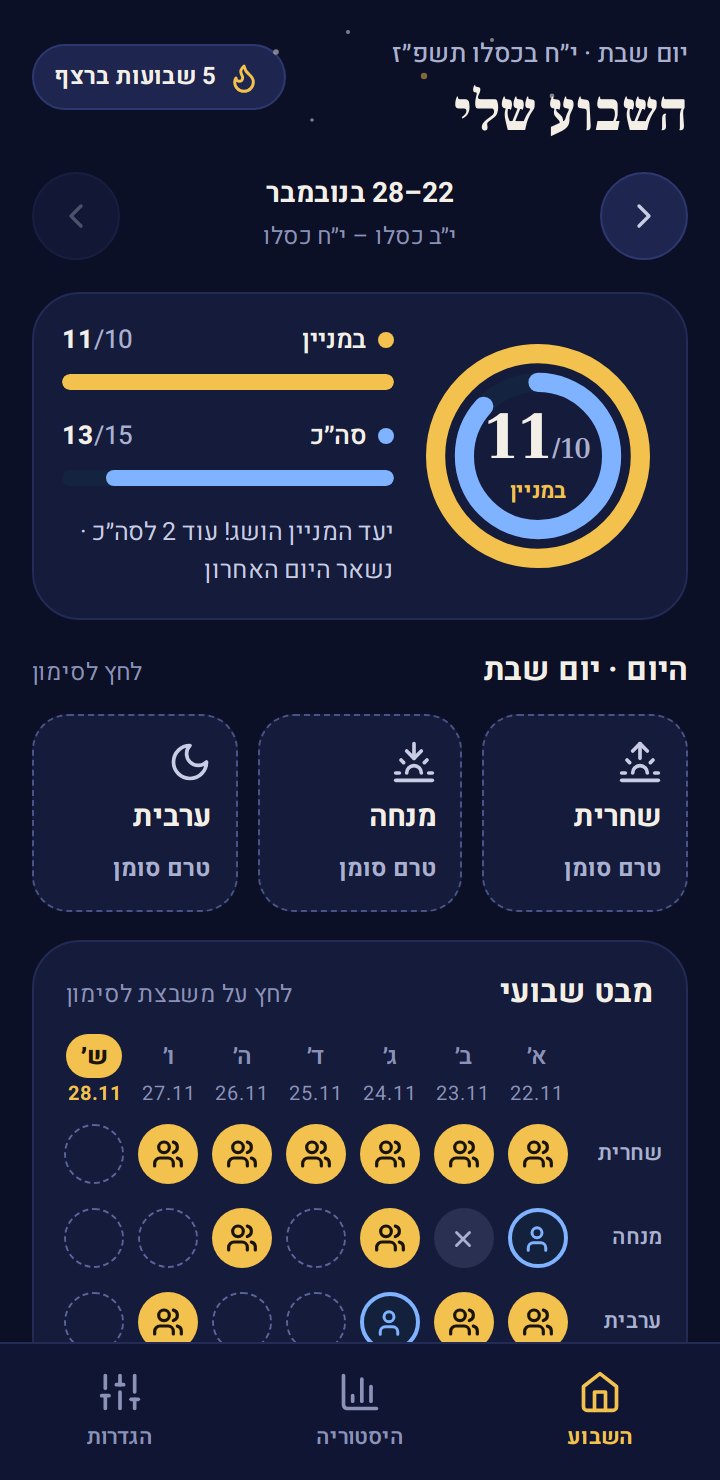 יום שבת · י״ח בכסלו תשפ״ז
השבוע שלי
5 שבועות ברצף
22–28 בנובמבר
י״ב כסלו – י״ח כסלו
11/10
במניין
במניין
11/10
סה״כ
13/15
יעד המניין הושג! עוד 2 לסה״כ ·
נשאר היום האחרון
היום · יום שבת
לחץ לסימון
שחרית
טרם סומן
מנחה
טרם סומן
ערבית
טרם סומן
מבט שבועי
לחץ על משבצת לסימון
א׳ ב׳ ג׳ ד׳ ה׳ ו׳ ש׳
22.11 23.11 24.11 25.11 26.11 27.11 28.11
שחרית
מנחה
ערבית
השבוע
היסטוריה
הגדרות